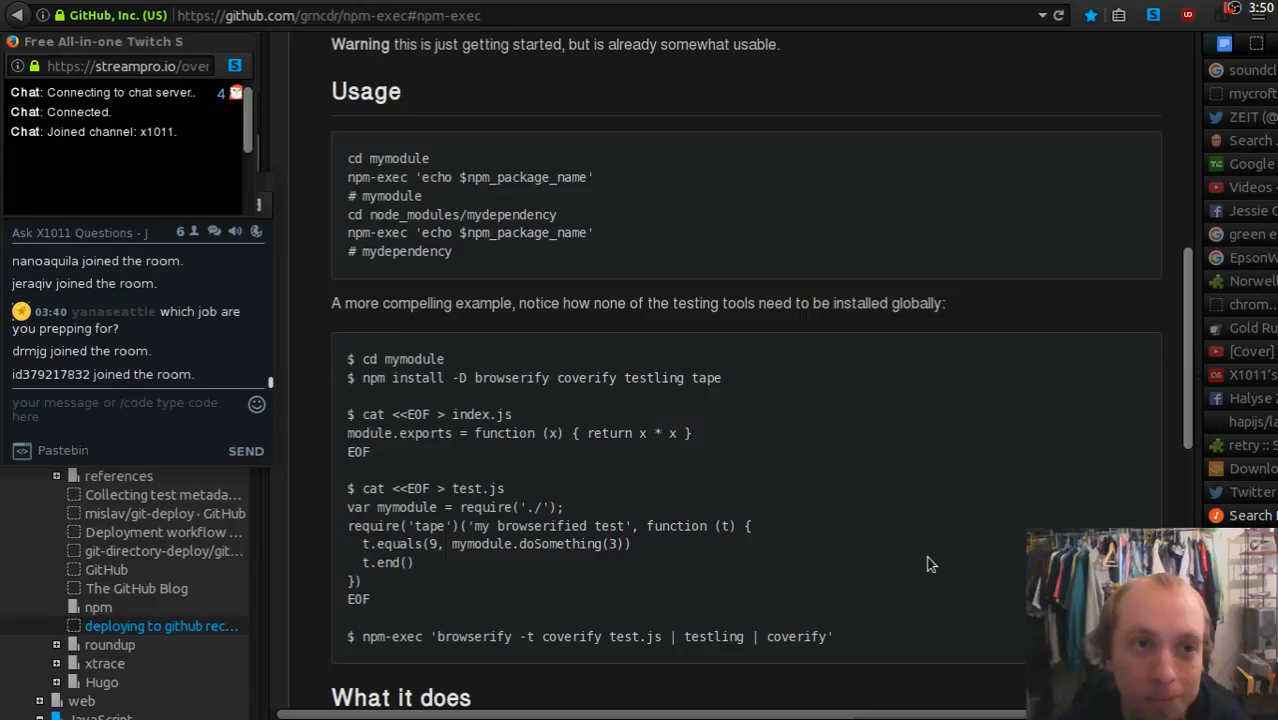 GitHub, Inc. (US)
https://github.com/grncdr/npm-exec#npm-exec
3:50
Free All-in-one Twitch S
https://streampro.io/over
Chat: Connecting to chat server..
4
Chat: Connected.
Chat: Joined channel: x1011.
Ask X1011 Questions - J
6
nanoaquila joined the room.
jeraqiv joined the room.
03:40 yanaseattle which job are
you prepping for?
drmjg joined the room.
id379217832 joined the room.
your message or /code type code
here
Pastebin
SEND
references
Collecting test metada...
mislav/git-deploy · GitHub
Deployment workflow ...
git-directory-deploy/git...
GitHub
The GitHub Blog
npm
deploying to github rec...
roundup
xtrace
Hugo
web
JavaScript
Warning this is just getting started, but is already somewhat usable.
Usage
cd mymodule
npm-exec 'echo $npm_package_name'
# mymodule
cd node_modules/mydependency
npm-exec 'echo $npm_package_name'
# mydependency
A more compelling example, notice how none of the testing tools need to be installed globally:
$ cd mymodule
$ npm install -D browserify coverify testling tape
$ cat <<EOF > index.js
module.exports = function (x) { return x * x }
EOF
$ cat <<EOF > test.js
var mymodule = require('./');
require('tape')('my browserified test', function (t) {
t.equals(9, mymodule.doSomething(3))
t.end()
})
EOF
$ npm-exec 'browserify -t coverify test.js | testling | coverify'
What it does
soundcl
mycroft
ZEIT (@
Search
Google
Videos -
Jessie C
green e
EpsonW
Norwell
chrom..
Gold Ru
[Cover]
X1011's
Halyse 2
hapijs/la
retry :: S
Downlo
Twitter
Search